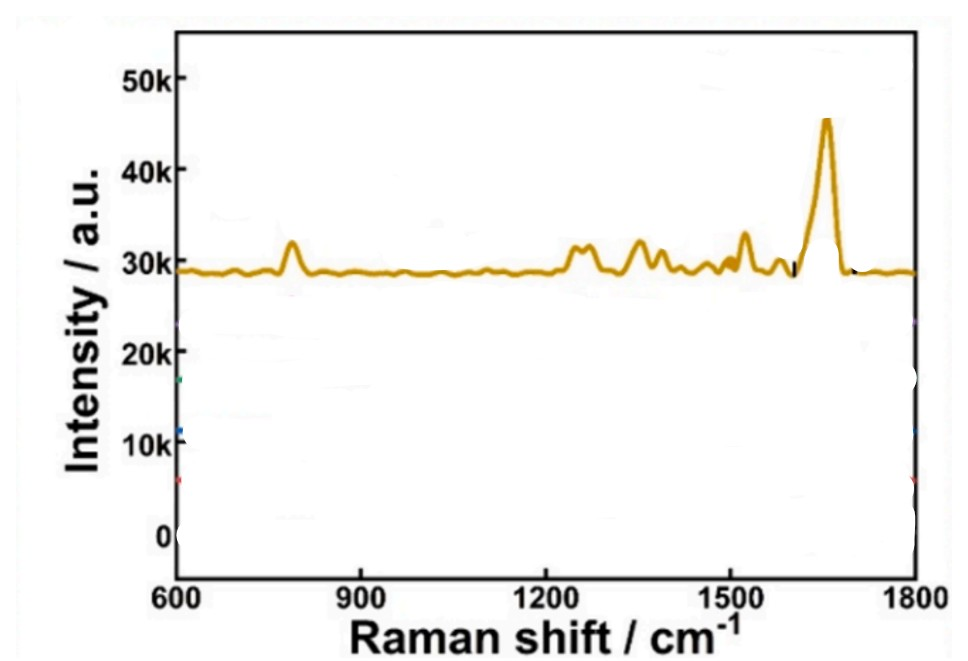 Intensity / a.u.
50k
40k
30k
20k
10k
0
600 900 1200 1500 1800
Raman shift / cm⁻¹